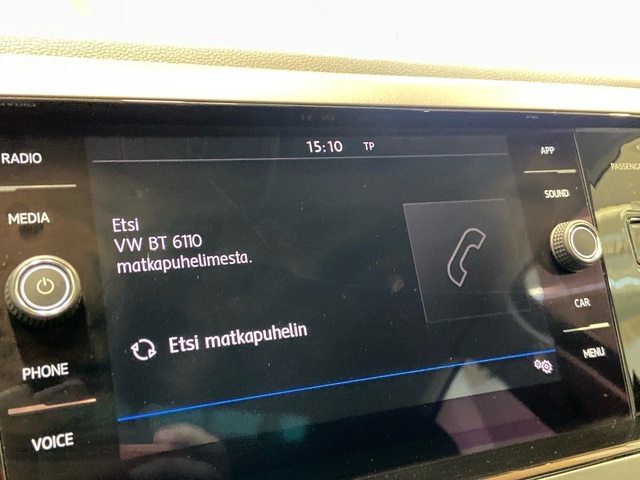 15:10 TP
RADIO
MEDIA
PHONE
VOICE
Etsi
VW BT 6110
matkapuhelimesta.
Etsi matkapuhelin
APP
SOUND
CAR
MENU